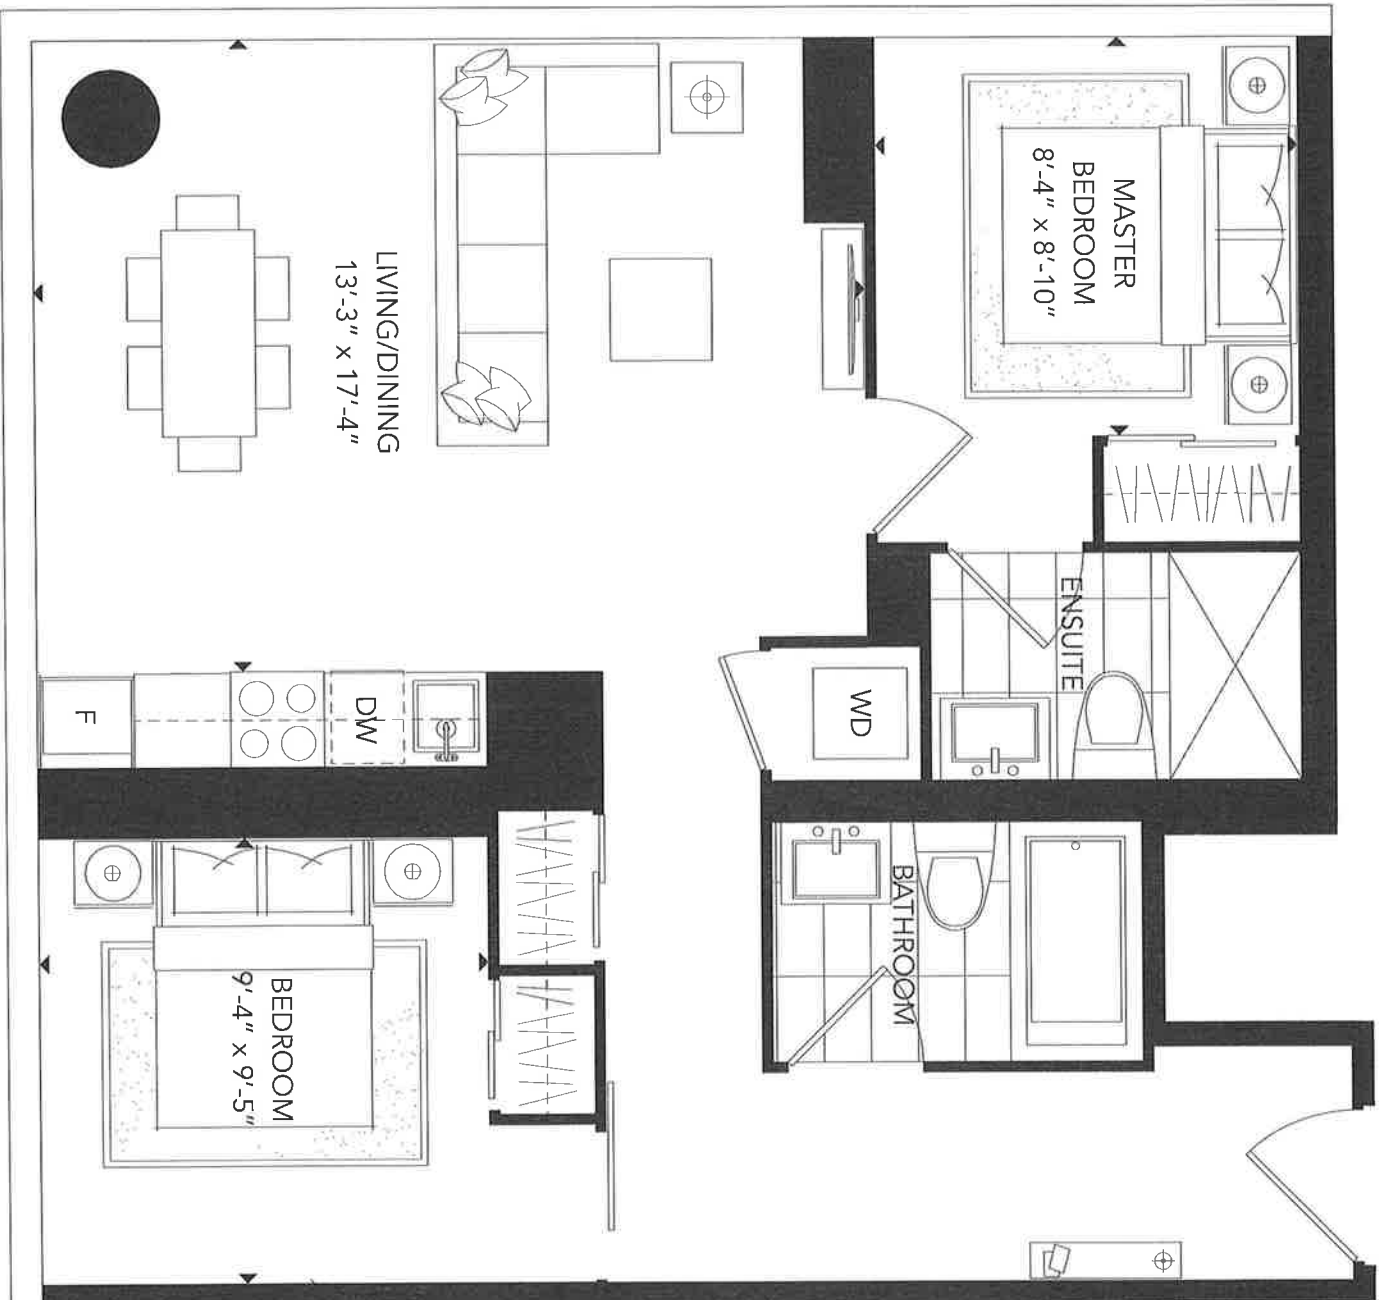 MASTER
BEDROOM
8'-4" x 8'-10"
LIVING/DINING
13'-3" x 17'-4"
ENSUITE
WD
DW
F
BATHROOM
BEDROOM
9'-4" x 9'-5"